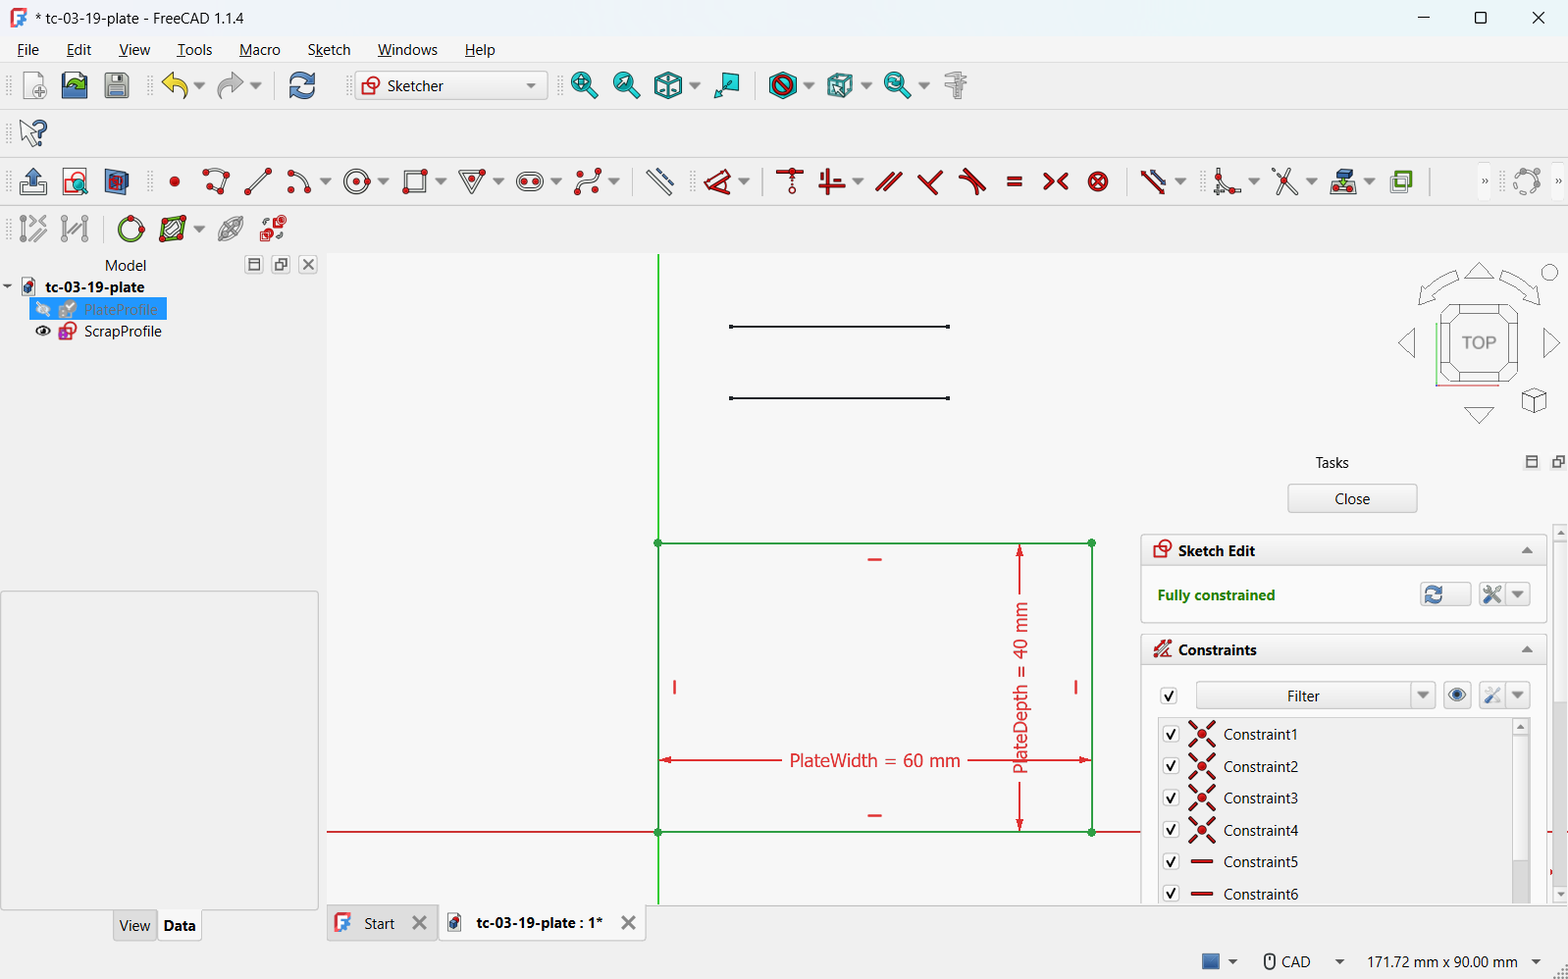 * tc-03-19-plate - FreeCAD 1.1.4
File Edit View Tools Macro Sketch Windows Help
Sketcher
» »
Model
tc-03-19-plate
PlateProfile
ScrapProfile
TOP
Tasks
Close
Sketch Edit
Fully constrained
Constraints
Filter
Constraint1
Constraint2
Constraint3
Constraint4
Constraint5
Constraint6
PlateDepth = 40 mm
PlateWidth = 60 mm
View Data
Start
tc-03-19-plate : 1*
CAD
171.72 mm x 90.00 mm